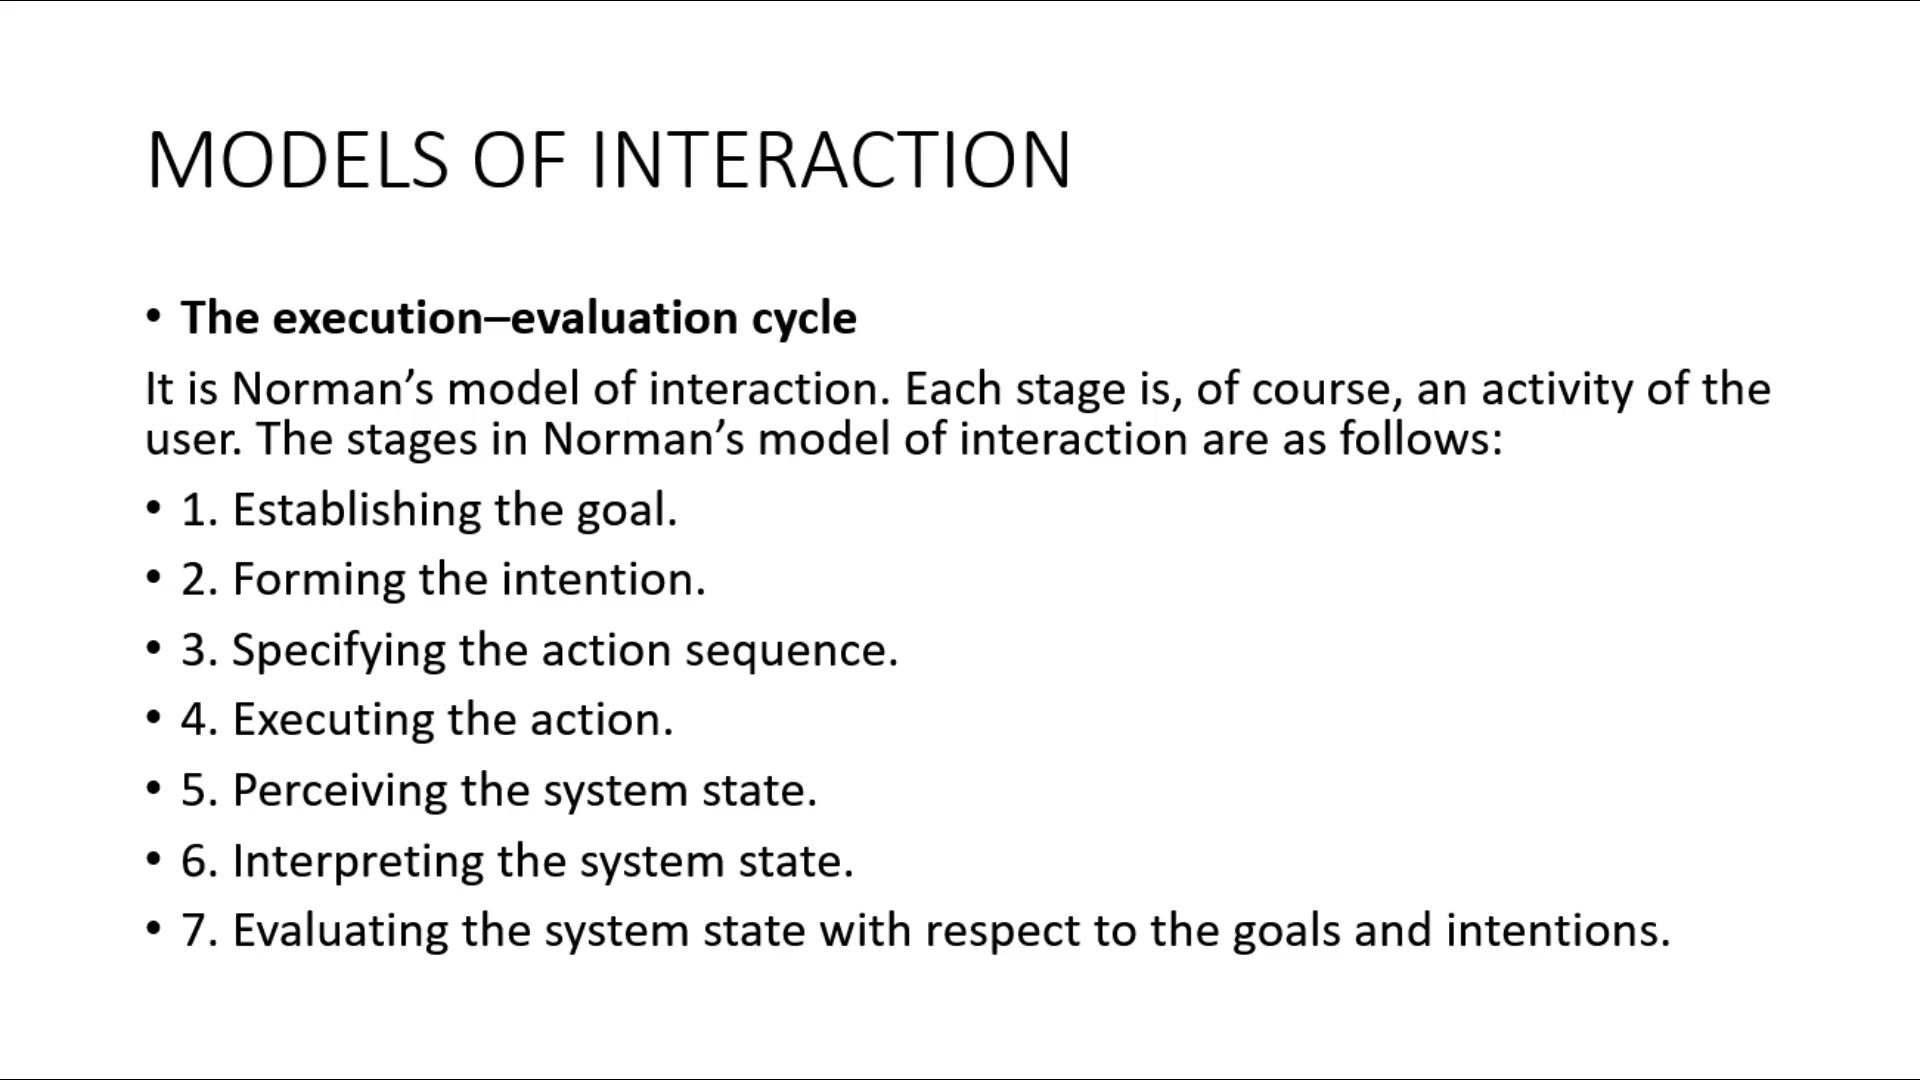 MODELS OF INTERACTION
• The execution–evaluation cycle
It is Norman’s model of interaction. Each stage is, of course, an activity of the
user. The stages in Norman’s model of interaction are as follows:
• 1. Establishing the goal.
• 2. Forming the intention.
• 3. Specifying the action sequence.
• 4. Executing the action.
• 5. Perceiving the system state.
• 6. Interpreting the system state.
• 7. Evaluating the system state with respect to the goals and intentions.